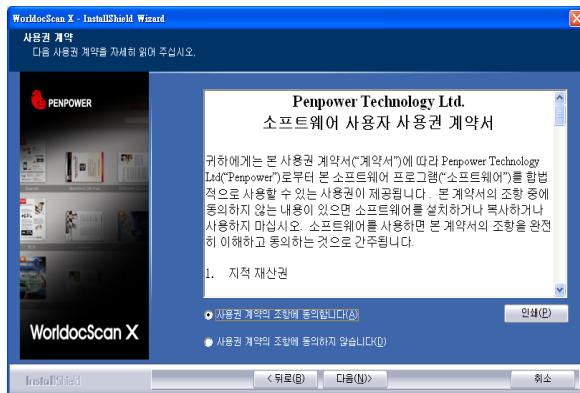 WorldocScan X - InstallShield Wizard
사용권 계약
다음 사용권 계약을 자세히 읽어 주십시오.
PENPOWER
Penpower Technology Ltd.
소프트웨어 사용자 사용권 계약서
귀하에게는 본 사용권 계약서(“계약서”)에 따라 Penpower Technology
Ltd(“Penpower”)로부터 본 소프트웨어 프로그램(“소프트웨어”)를 합법
적으로 사용할 수 있는 사용권이 제공됩니다. 본 계약서의 조항 중에
동의하지 않는 내용이 있으면 소프트웨어를 설치하거나 복사하거나
사용하지 마십시오. 소프트웨어를 사용하면 본 계약서의 조항을 완전
히 이해하고 동의하는 것으로 간주됩니다.
1. 지적 재산권
사용권 계약의 조항에 동의합니다(A)
인쇄(P)
사용권 계약의 조항에 동의하지 않습니다(D)
WorldocScan X
InstallShield
< 뒤로(B)
다음(N)>
취소